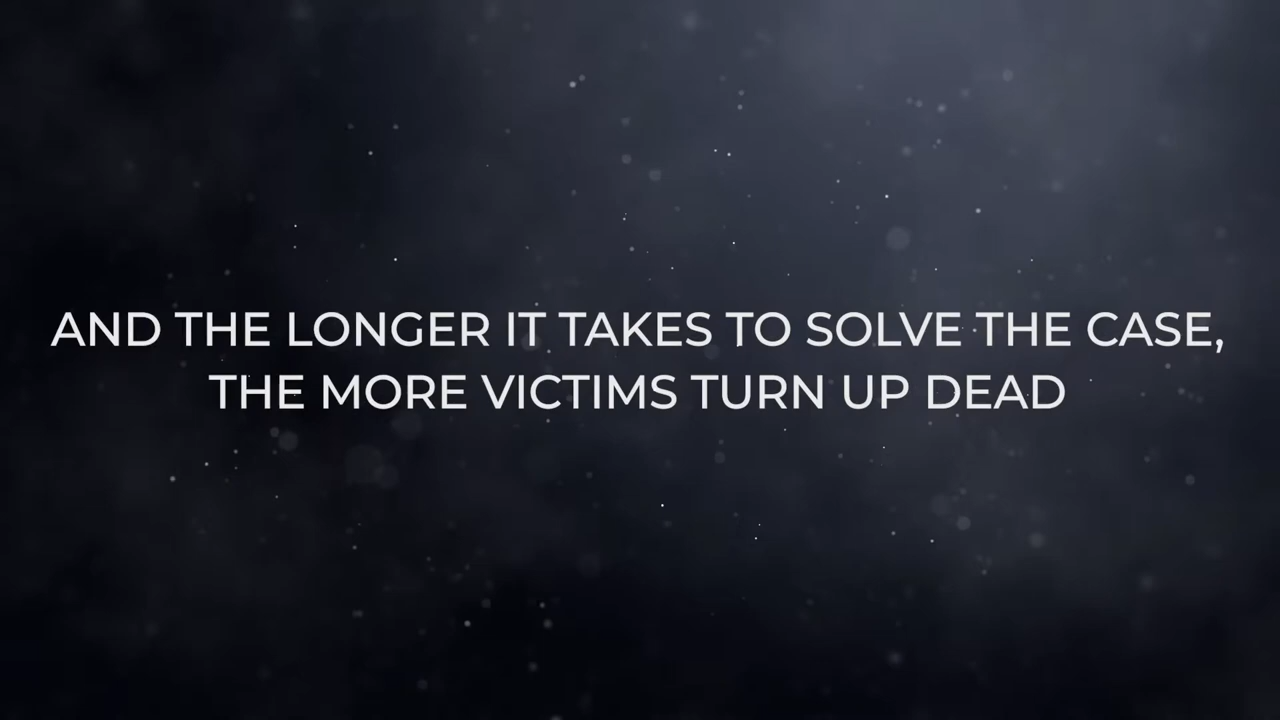 AND THE LONGER IT TAKES TO SOLVE THE CASE,
THE MORE VICTIMS TURN UP DEAD